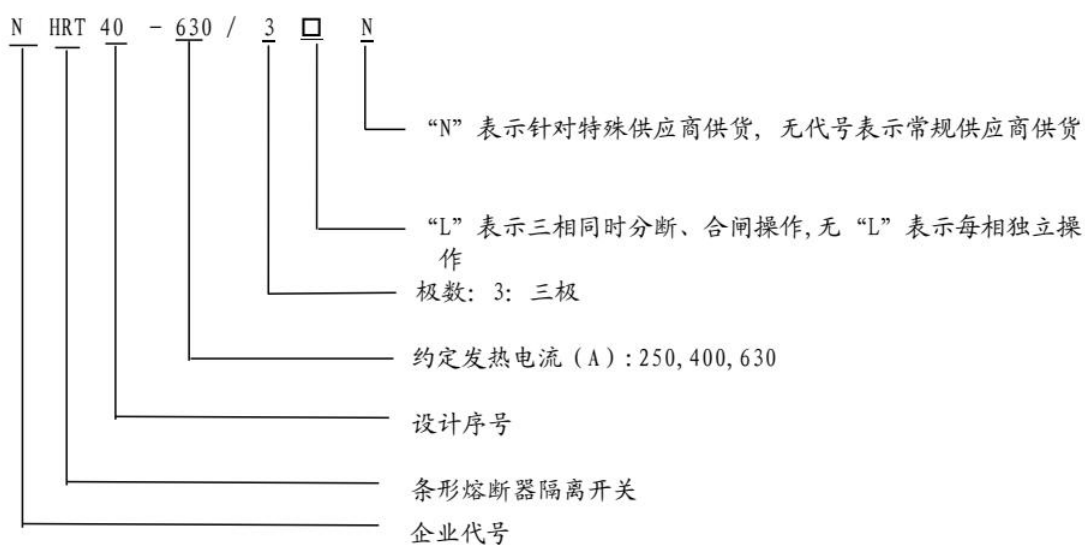 N HRT 40 - 630 / 3 □ N
“N”表示针对特殊供应商供货, 无代号表示常规供应商供货
“L”表示三相同时分断、合闸操作,无“L”表示每相独立操
作
极数: 3: 三极
约定发热电流(A):250,400,630
设计序号
条形熔断器隔离开关
企业代号